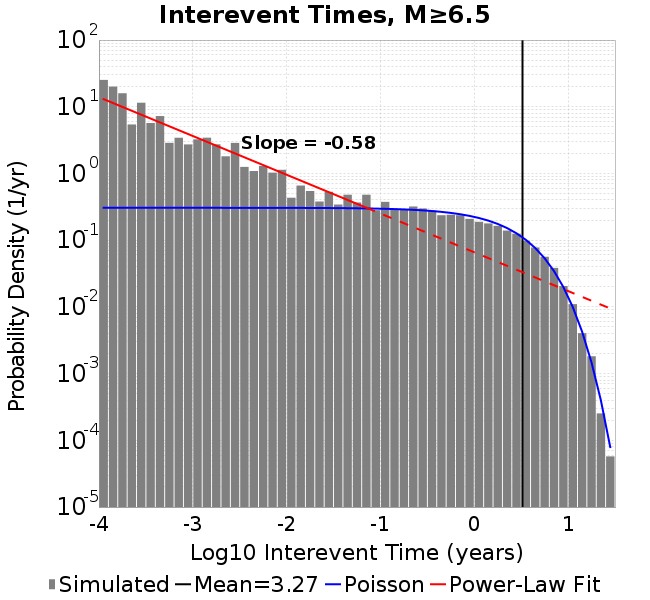 Interevent Times, M≥6.5
Probability Density (1/yr)
10^2
10^1
10^0
10^-1
10^-2
10^-3
10^-4
10^-5
Slope = -0.58
-4 -3 -2 -1 0 1
Log10 Interevent Time (years)
Simulated Mean=3.27 Poisson Power-Law Fit